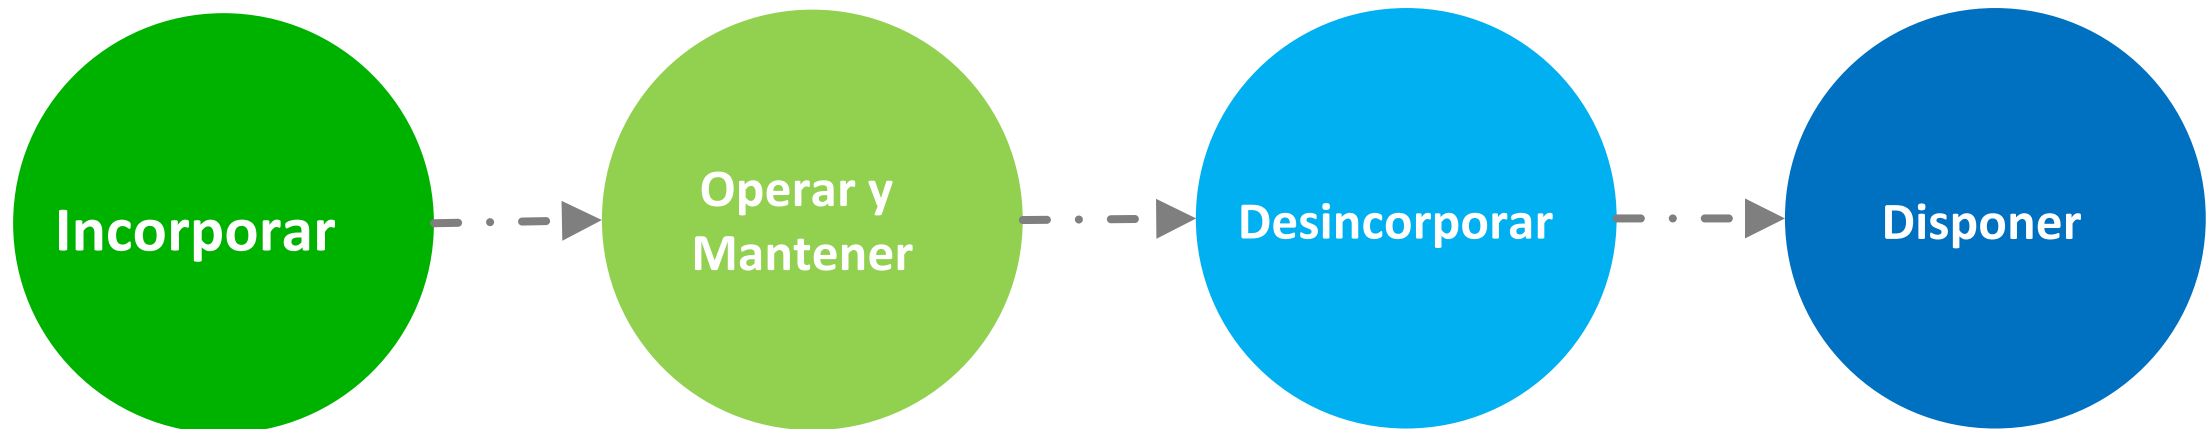 Incorporar
Operar y
Mantener
Desincorporar
Disponer